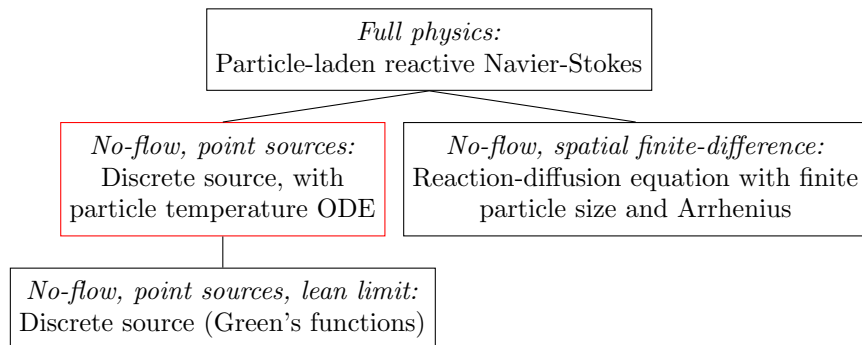 Full physics:
Particle-laden reactive Navier-Stokes
No-flow, point sources:
Discrete source, with
particle temperature ODE
No-flow, spatial finite-difference:
Reaction-diffusion equation with finite
particle size and Arrhenius
No-flow, point sources, lean limit:
Discrete source (Green's functions)